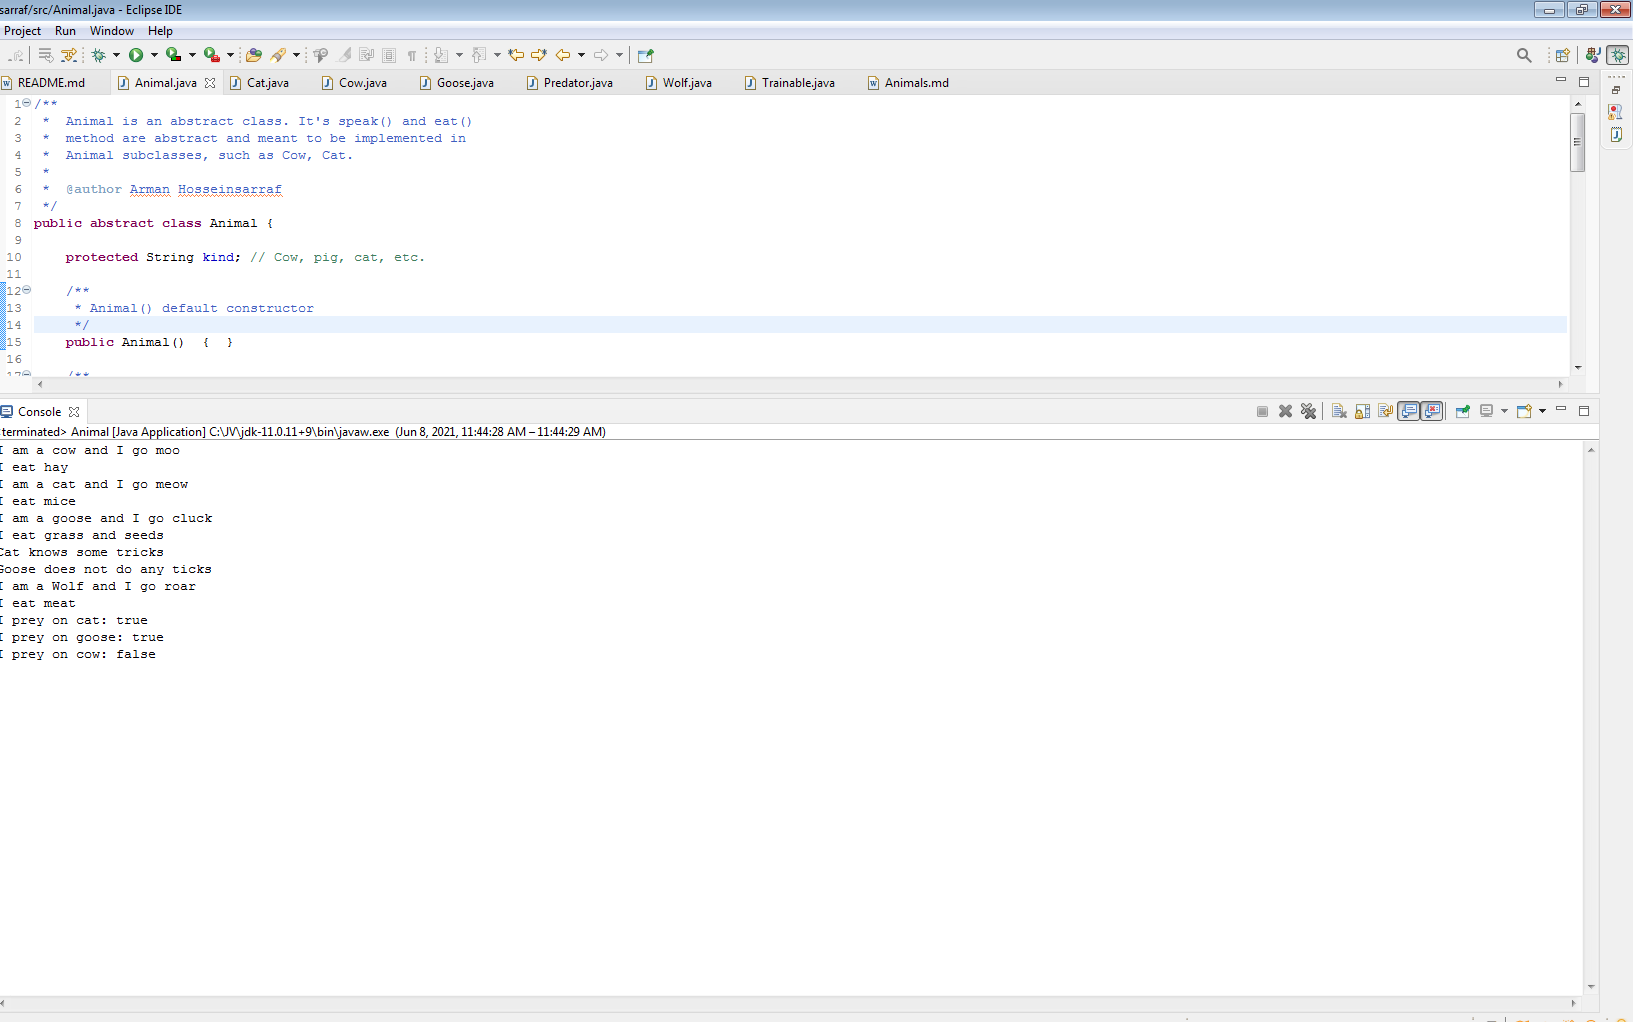 sarraf/src/Animal.java - Eclipse IDE
Project Run Window Help
README.md Animal.java Cat.java Cow.java Goose.java Predator.java Wolf.java Trainable.java Animals.md
1 /**
2  *  Animal is an abstract class. It's speak() and eat()
3  *  method are abstract and meant to be implemented in
4  *  Animal subclasses, such as Cow, Cat.
5  *
6  *  @author Arman Hosseinsarraf
7  */
8 public abstract class Animal {
9
10     protected String kind; // Cow, pig, cat, etc.
11
12     /**
13      * Animal() default constructor
14      */
15     public Animal()  {  }
16
17     /**
Console
terminated> Animal [Java Application] C:\JV\jdk-11.0.11+9\bin\javaw.exe (Jun 8, 2021, 11:44:28 AM – 11:44:29 AM)
I am a cow and I go moo
I eat hay
I am a cat and I go meow
I eat mice
I am a goose and I go cluck
I eat grass and seeds
Cat knows some tricks
Goose does not do any ticks
I am a Wolf and I go roar
I eat meat
I prey on cat: true
I prey on goose: true
I prey on cow: false